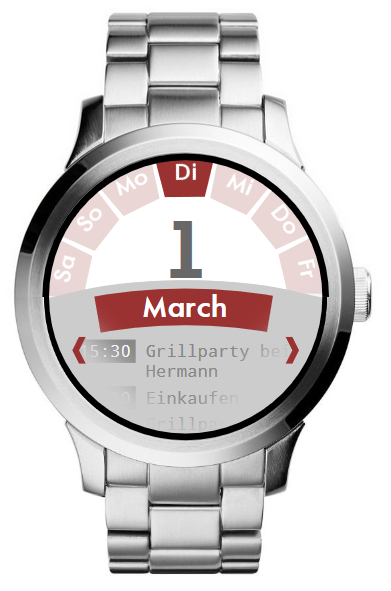 Sa So Mo Di Mi Do Fr
1
March
5:30 Grillparty bei
Hermann
Einkaufen